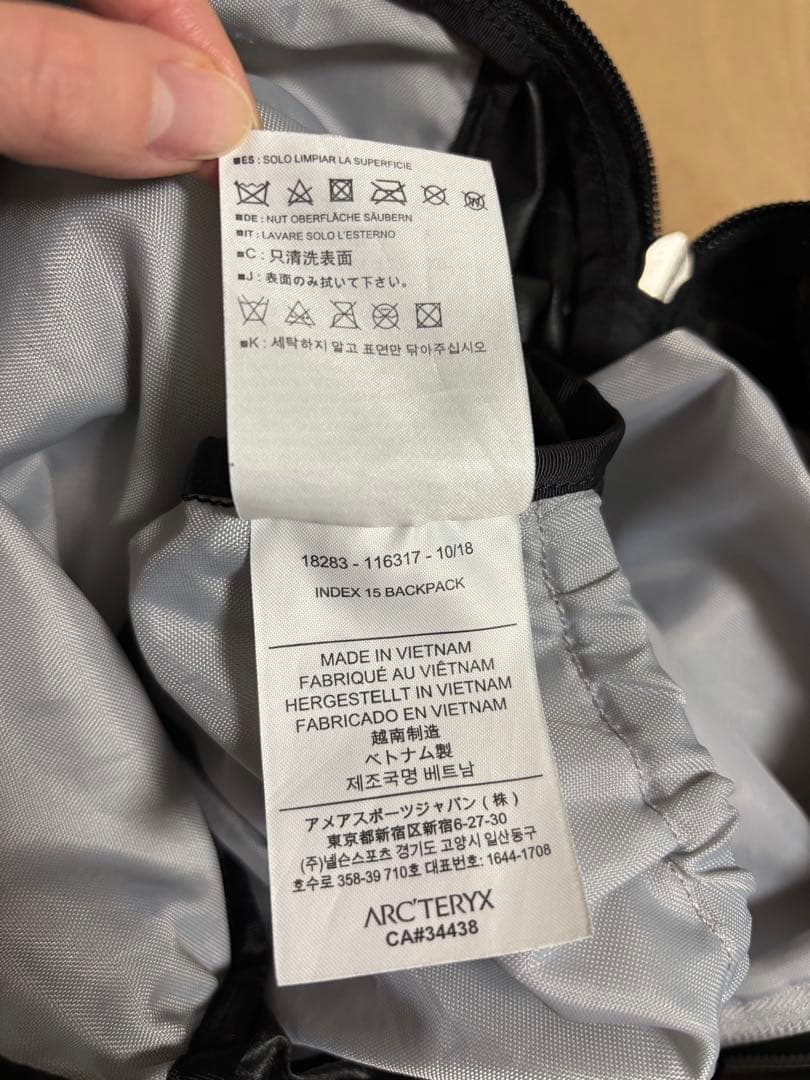 ■ES : SOLO LIMPIAR LA SUPERFICIE
■DE : NUT OBERFLÄCHE SÄUBERN
■IT : LAVARE SOLO L'ESTERNO
■C : 只清洗表面
■J : 表面のみ拭いて下さい。
■K : 세탁하지 말고 표면만 닦아주십시오
18283 - 116317 - 10/18
INDEX 15 BACKPACK
MADE IN VIETNAM
FABRIQUÉ AU VIÊTNAM
HERGESTELLT IN VIETNAM
FABRICADO EN VIETNAM
越南制造
ベトナム製
제조국명 베트남
アメアスポーツジャパン(株)
東京都新宿区新宿6-27-30
(주)넬슨스포츠 경기도 고양시 일산동구
호수로 358-39 710호 대표번호: 1644-1708
ARC'TERYX
CA#34438